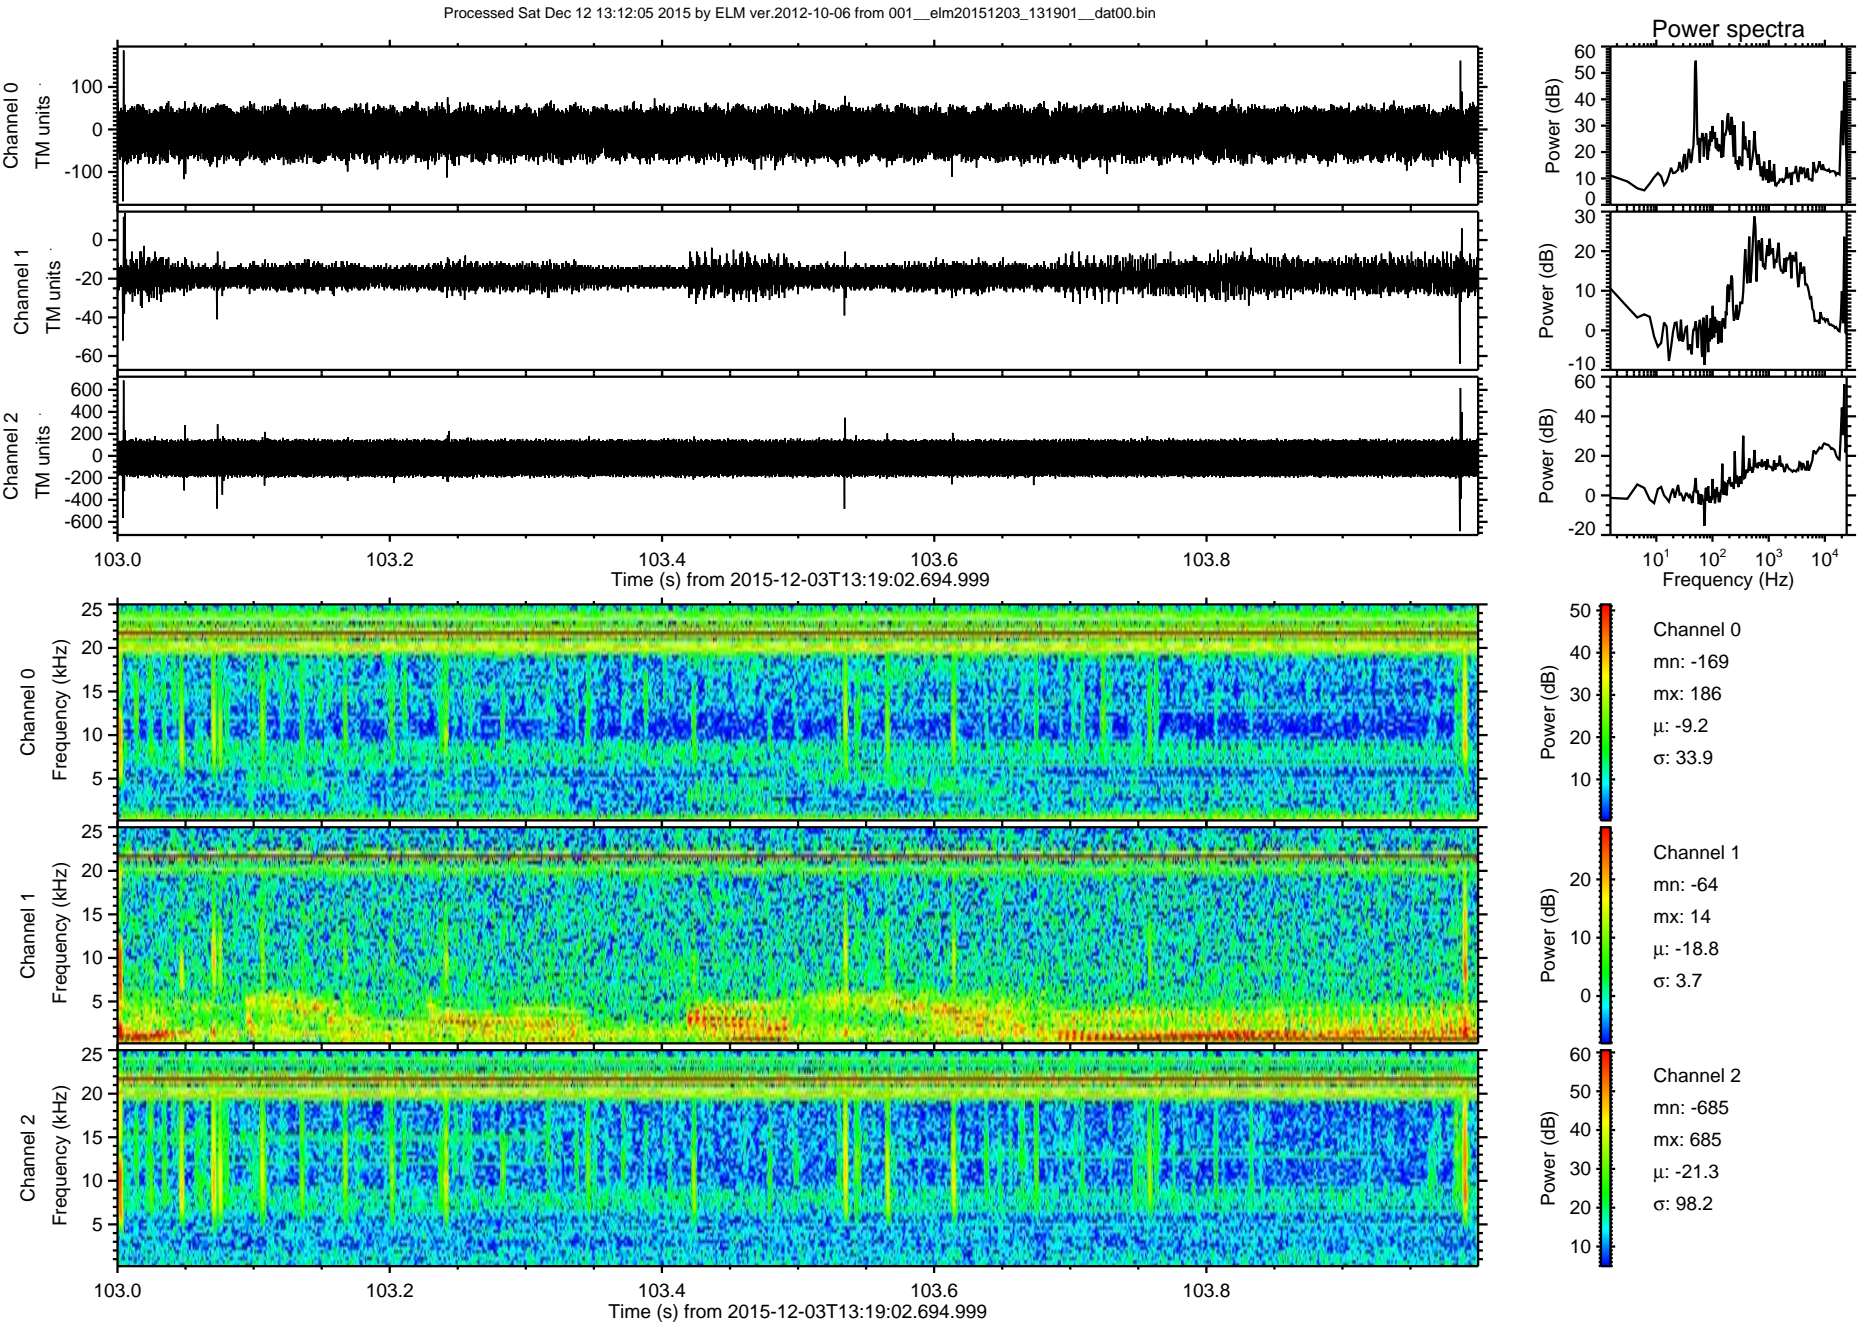 Processed Sat Dec 12 13:12:05 2015 by ELM ver.2012-10-06 from 001__elm20151203_131901__dat00.bin
Power spectra
Channel 0
TM units
100
0
-100
Power (dB)
60
50
40
30
20
10
0
Channel 1
TM units
0
-20
-40
-60
Power (dB)
30
20
10
0
-10
Channel 2
TM units
600
400
200
0
-200
-400
-600
Power (dB)
60
40
20
0
-20
103.0 103.2 103.4 103.6 103.8
Time (s) from 2015-12-03T13:19:02.694.999
10^1 10^2 10^3 10^4
Frequency (Hz)
Channel 0
Frequency (kHz)
25
20
15
10
5
Power (dB)
50
40
30
20
10
Channel 0
mn: -169
mx: 186
μ: -9.2
σ: 33.9
Channel 1
Frequency (kHz)
25
20
15
10
5
Power (dB)
20
10
0
Channel 1
mn: -64
mx: 14
μ: -18.8
σ: 3.7
Channel 2
Frequency (kHz)
25
20
15
10
5
Power (dB)
60
50
40
30
20
10
Channel 2
mn: -685
mx: 685
μ: -21.3
σ: 98.2
103.0 103.2 103.4 103.6 103.8
Time (s) from 2015-12-03T13:19:02.694.999